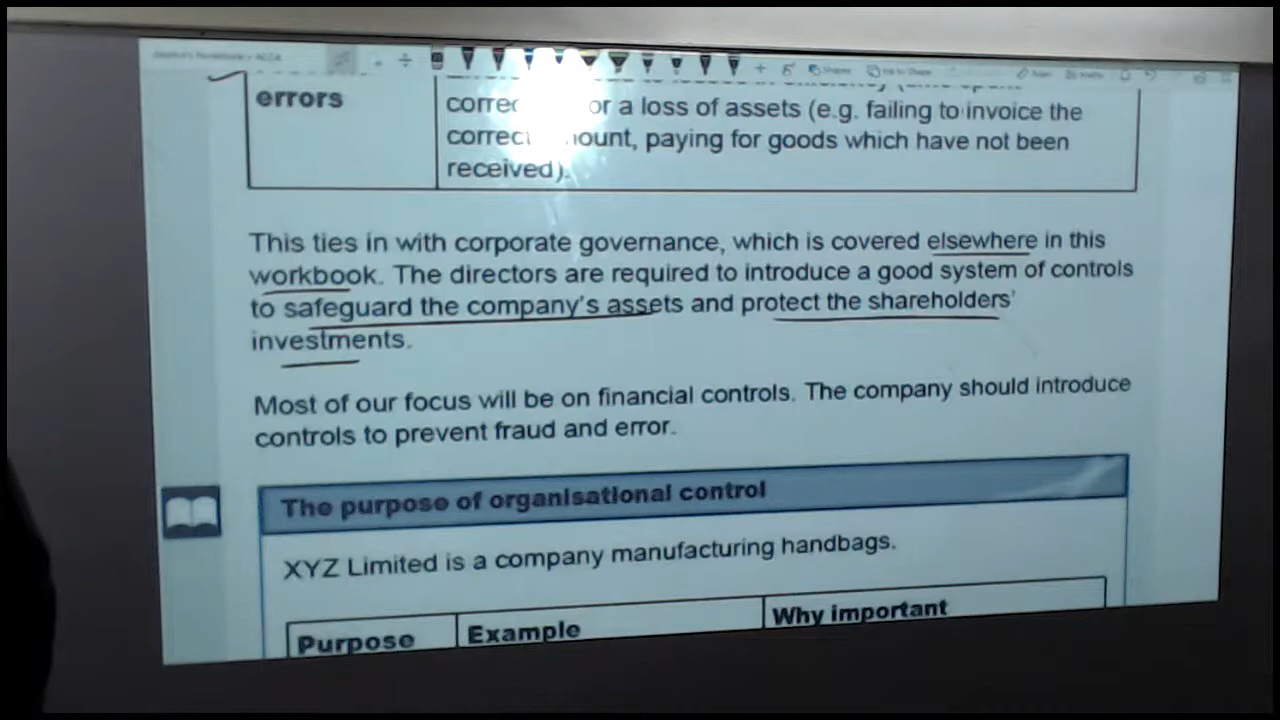 errors
correc or a loss of assets (e.g. failing to invoice the
correct mount, paying for goods which have not been
received).
This ties in with corporate governance, which is covered elsewhere in this
workbook. The directors are required to introduce a good system of controls
to safeguard the company's assets and protect the shareholders'
investments.
Most of our focus will be on financial controls. The company should introduce
controls to prevent fraud and error.
The purpose of organisational control
XYZ Limited is a company manufacturing handbags.
Purpose Example Why important